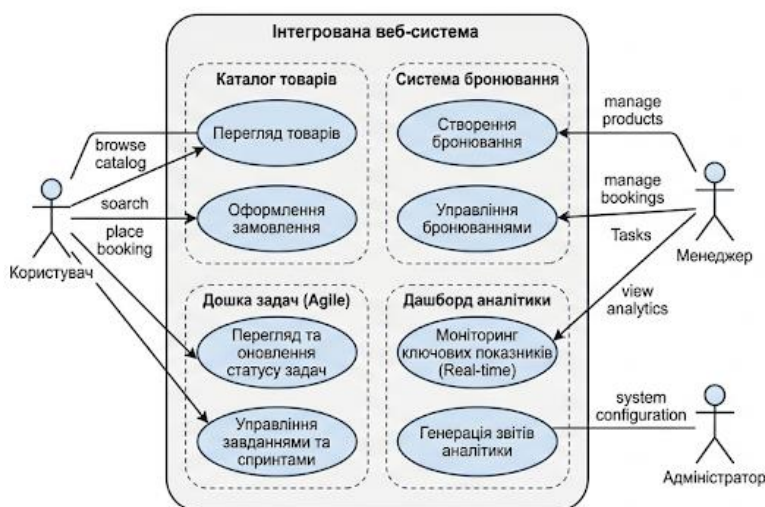 Інтегрована веб-система
Каталог товарів
Перегляд товарів
Оформлення
замовлення
Система бронювання
Створення
бронювання
Управління
бронюваннями
Дошка задач (Agile)
Перегляд та
оновлення
статусу задач
Управління
завданнями та
спринтами
Дашборд аналітики
Моніторинг
ключових показників
(Real-time)
Генерація звітів
аналітики
browse
catalog
soarch
place
booking
Користувач
manage
products
manage
bookings
Tasks
view
analytics
Менеджер
system
configuration
Адміністратор